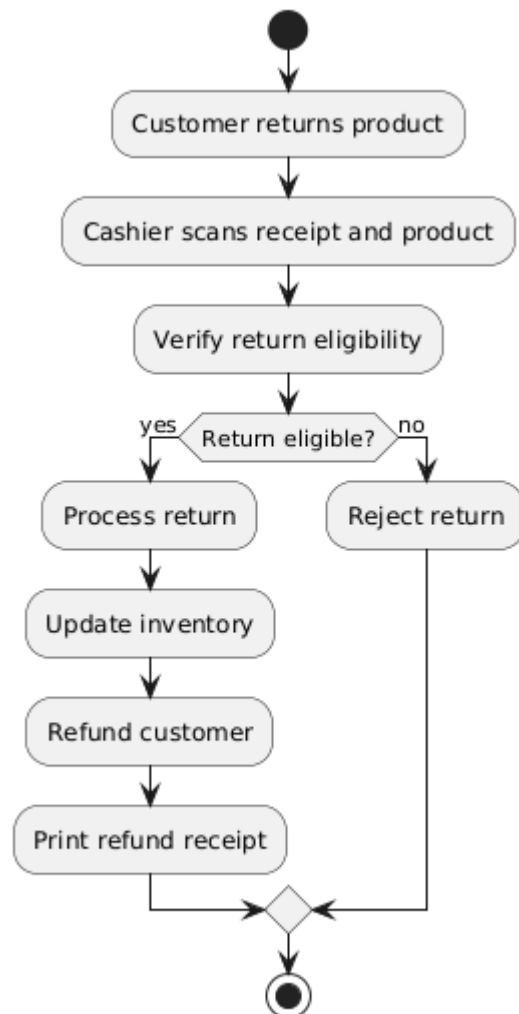 Customer returns product
Cashier scans receipt and product
Verify return eligibility
yes
Return eligible?
no
Process return
Reject return
Update inventory
Refund customer
Print refund receipt